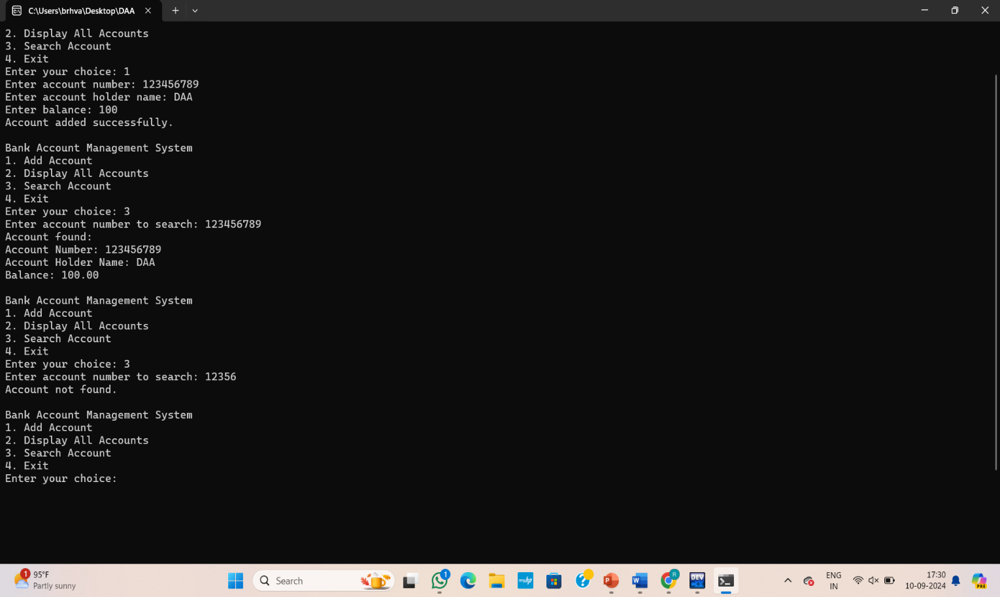 C:\Users\brhva\Desktop\DAA
2. Display All Accounts
3. Search Account
4. Exit
Enter your choice: 1
Enter account number: 123456789
Enter account holder name: DAA
Enter balance: 100
Account added successfully.
Bank Account Management System
1. Add Account
2. Display All Accounts
3. Search Account
4. Exit
Enter your choice: 3
Enter account number to search: 123456789
Account found:
Account Number: 123456789
Account Holder Name: DAA
Balance: 100.00
Bank Account Management System
1. Add Account
2. Display All Accounts
3. Search Account
4. Exit
Enter your choice: 3
Enter account number to search: 12356
Account not found.
Bank Account Management System
1. Add Account
2. Display All Accounts
3. Search Account
4. Exit
Enter your choice:
1
95°F
Partly sunny
Search
1
myhp
P
W
R
DEV
ENG
IN
17:30
10-09-2024
PRE